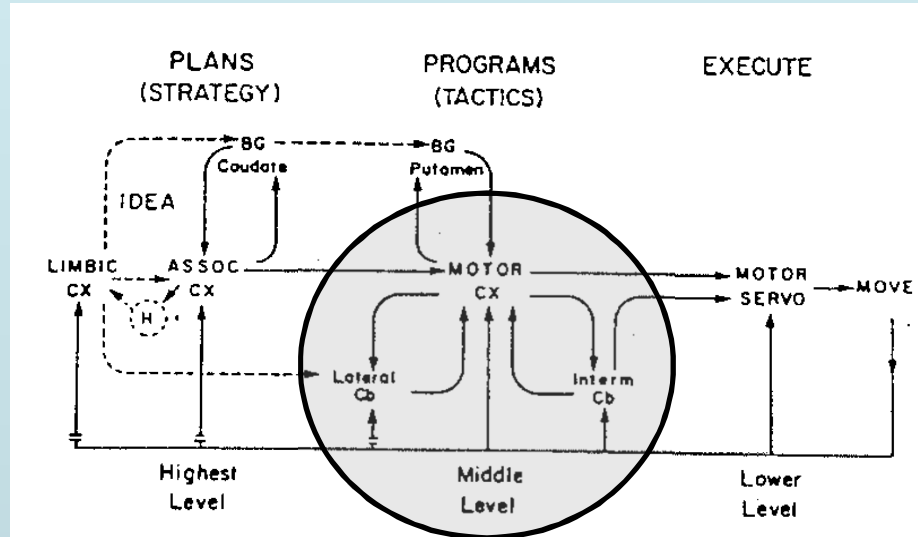 PLANS
(STRATEGY)
PROGRAMS
(TACTICS)
EXECUTE
BG
Caudate
BG
Putamen
IDEA
LIMBIC
CX
ASSOC
CX
H
MOTOR
CX
MOTOR
SERVO
MOVE
Lateral
Cb
Interm
Cb
Highest
Level
Middle
Level
Lower
Level